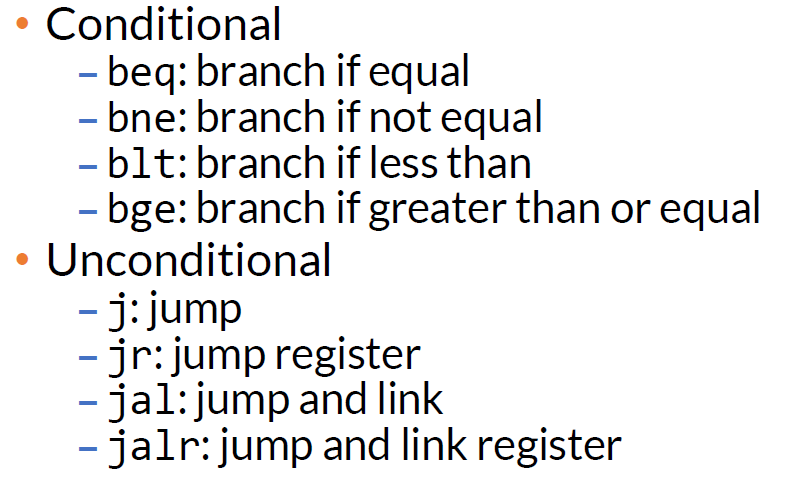 • Conditional
– beq: branch if equal
– bne: branch if not equal
– blt: branch if less than
– bge: branch if greater than or equal
• Unconditional
– j: jump
– jr: jump register
– jal: jump and link
– jalr: jump and link register